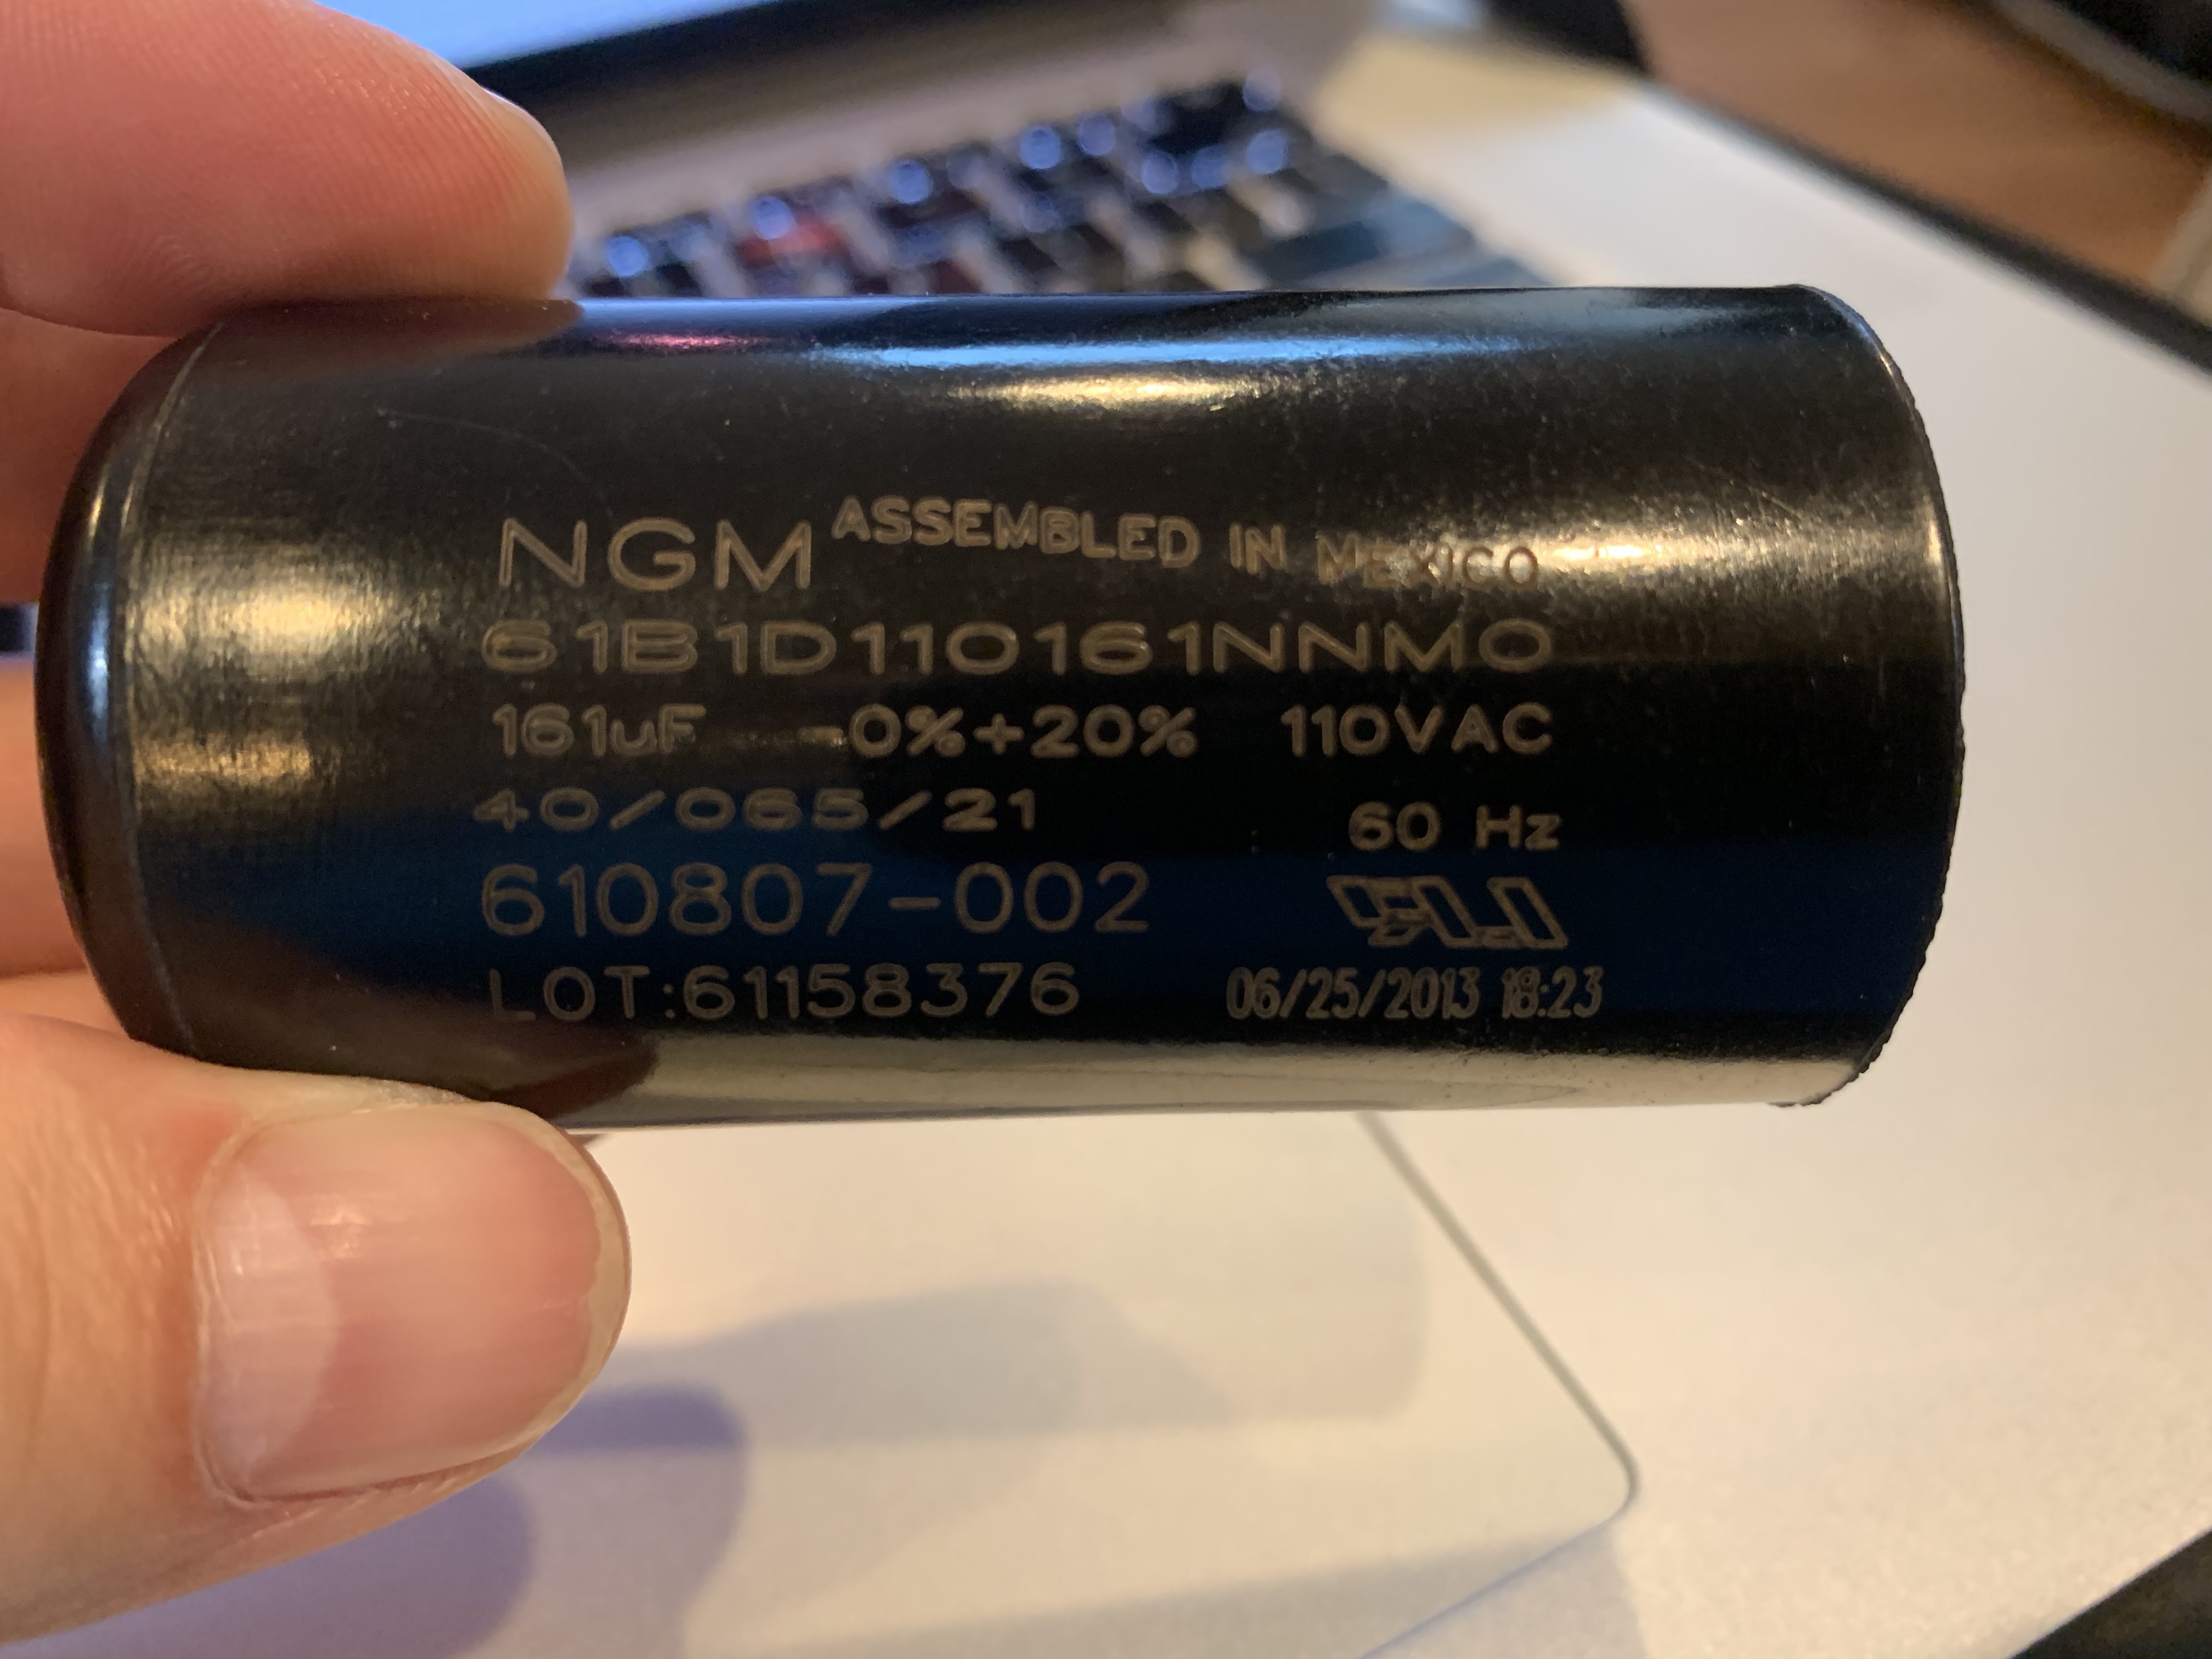 NGM ASSEMBLED IN MEXICO
61B1D110161NNMO
161uF -0%+20% 110VAC
40/065/21 60 Hz
610807-002
LOT:61158376 06/25/2013 18:23